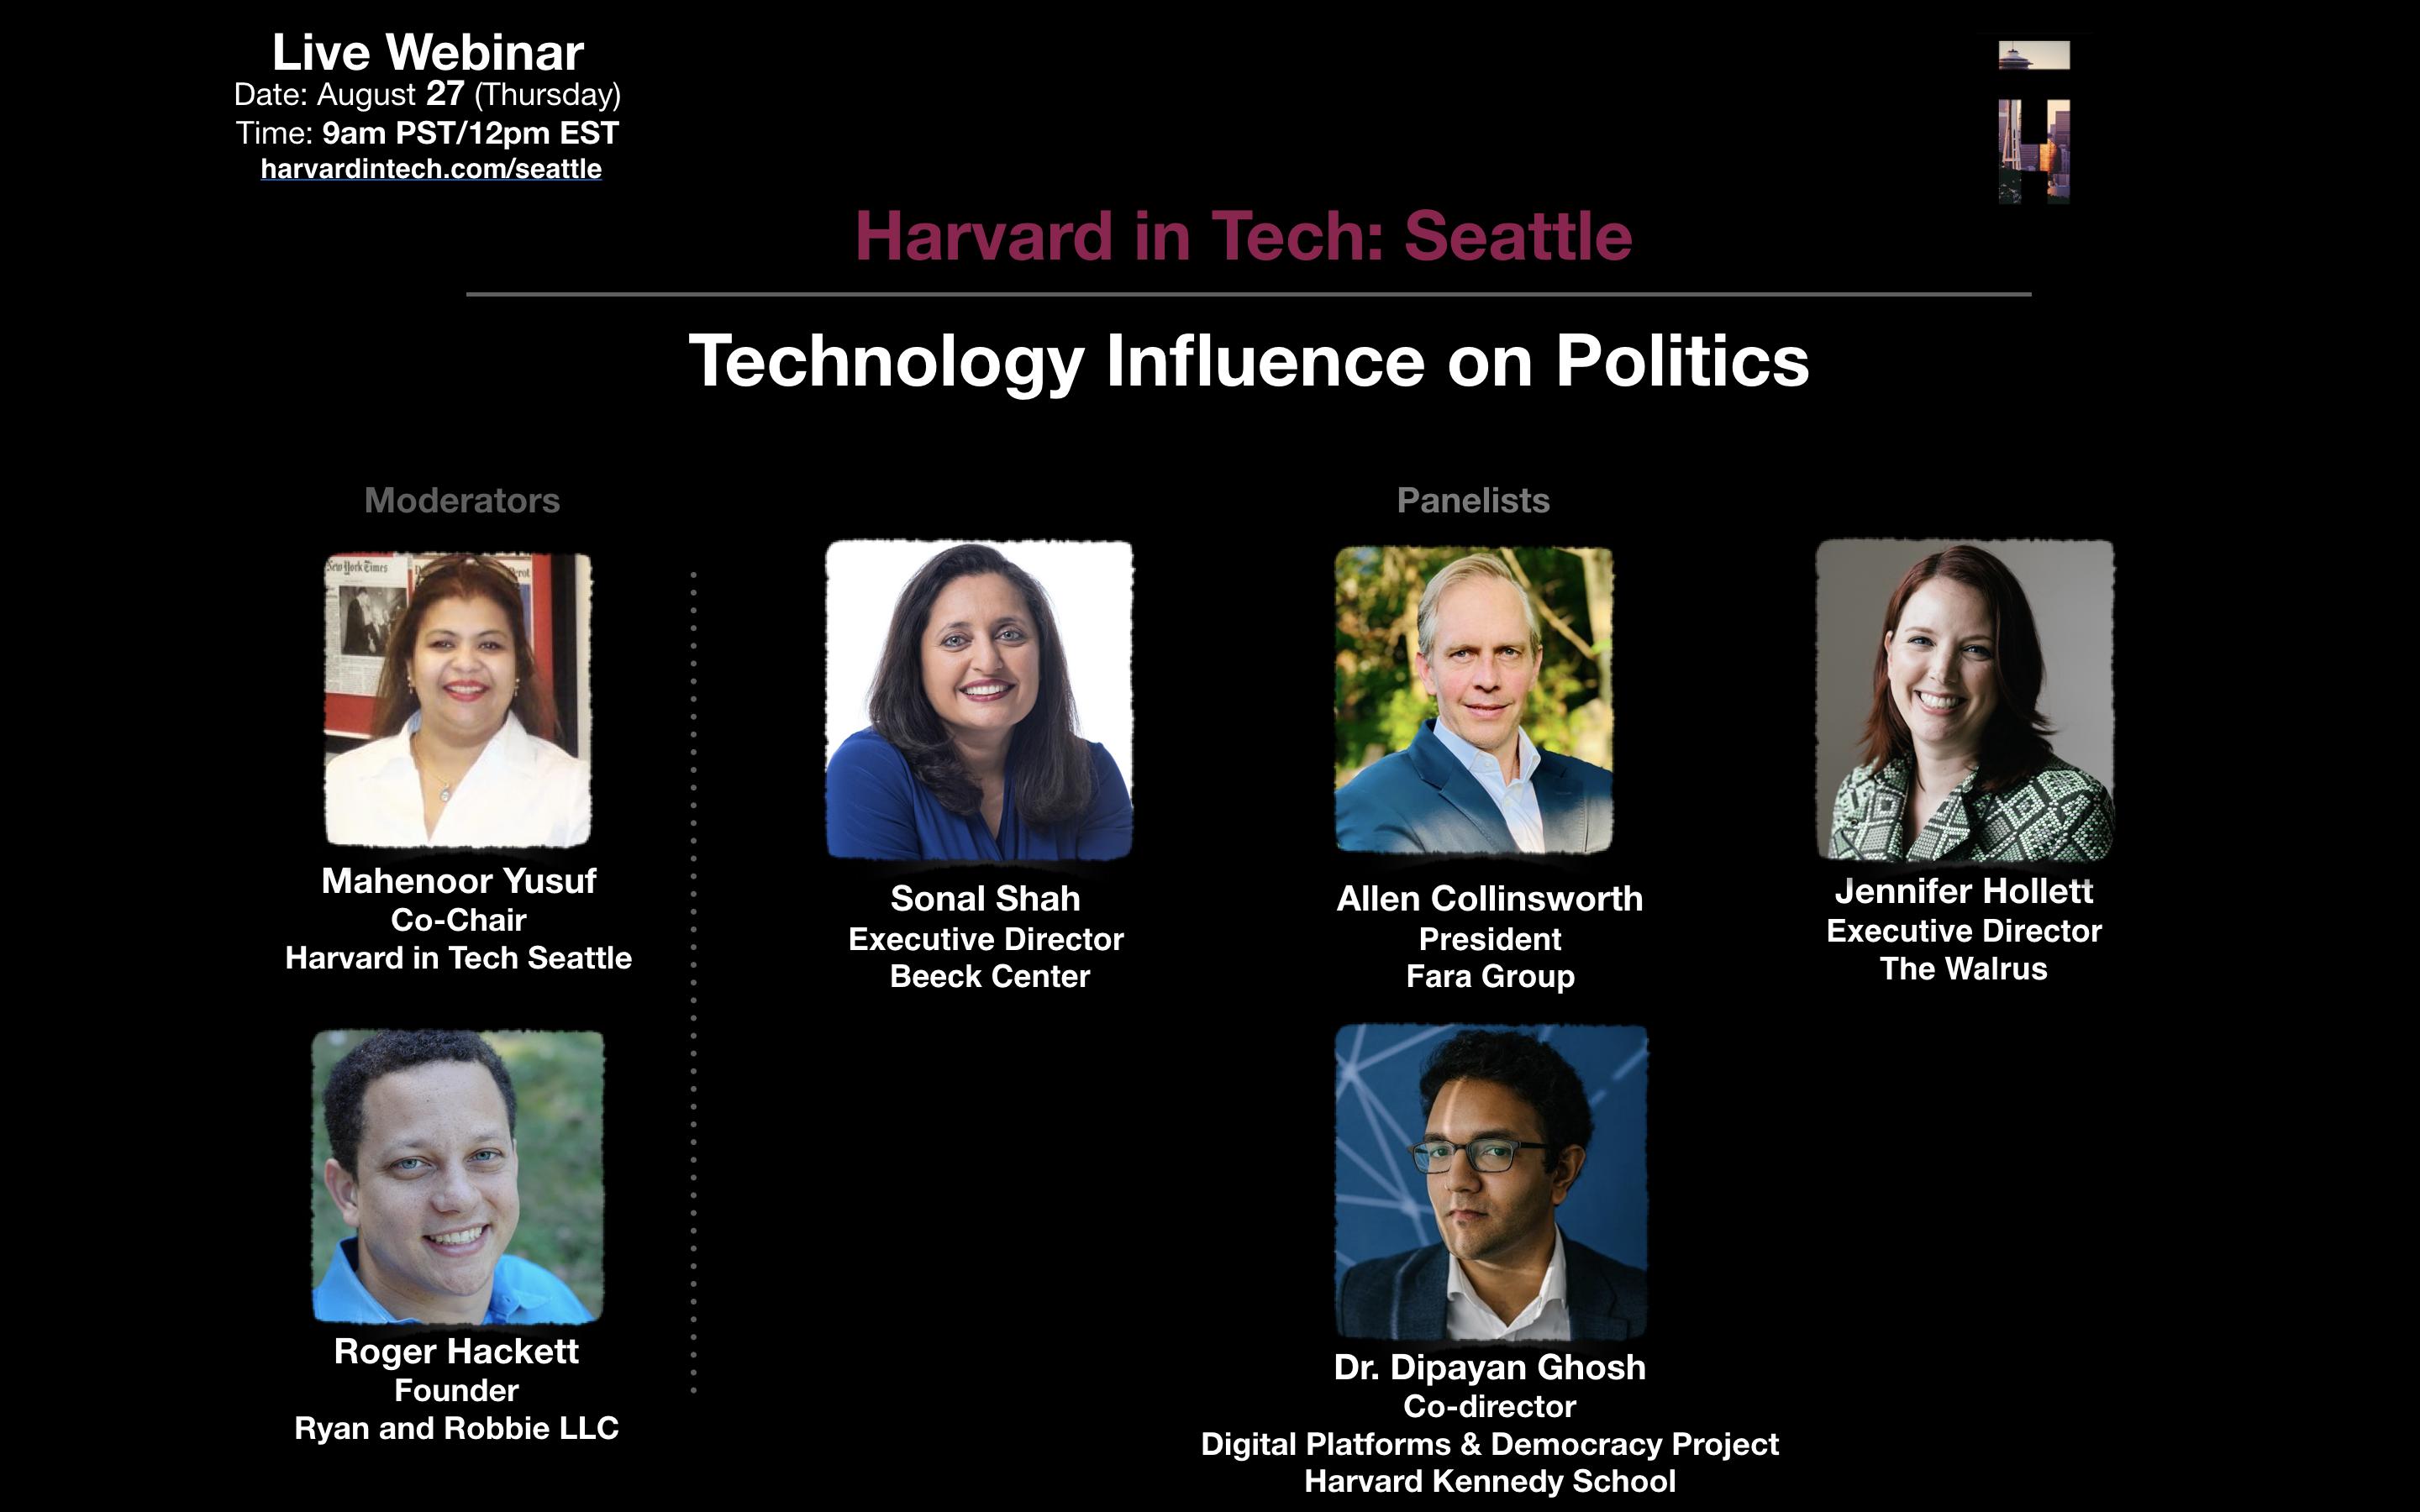 Live Webinar
Date: August 27 (Thursday)
Time: 9am PST/12pm EST
harvardintech.com/seattle
Harvard in Tech: Seattle
Technology Influence on Politics
Moderators
New York Times
Mahenoor Yusuf
Co-Chair
Harvard in Tech Seattle
Roger Hackett
Founder
Ryan and Robbie LLC
Panelists
Sonal Shah
Executive Director
Beeck Center
Allen Collinsworth
President
Fara Group
Jennifer Hollett
Executive Director
The Walrus
Dr. Dipayan Ghosh
Co-director
Digital Platforms & Democracy Project
Harvard Kennedy School